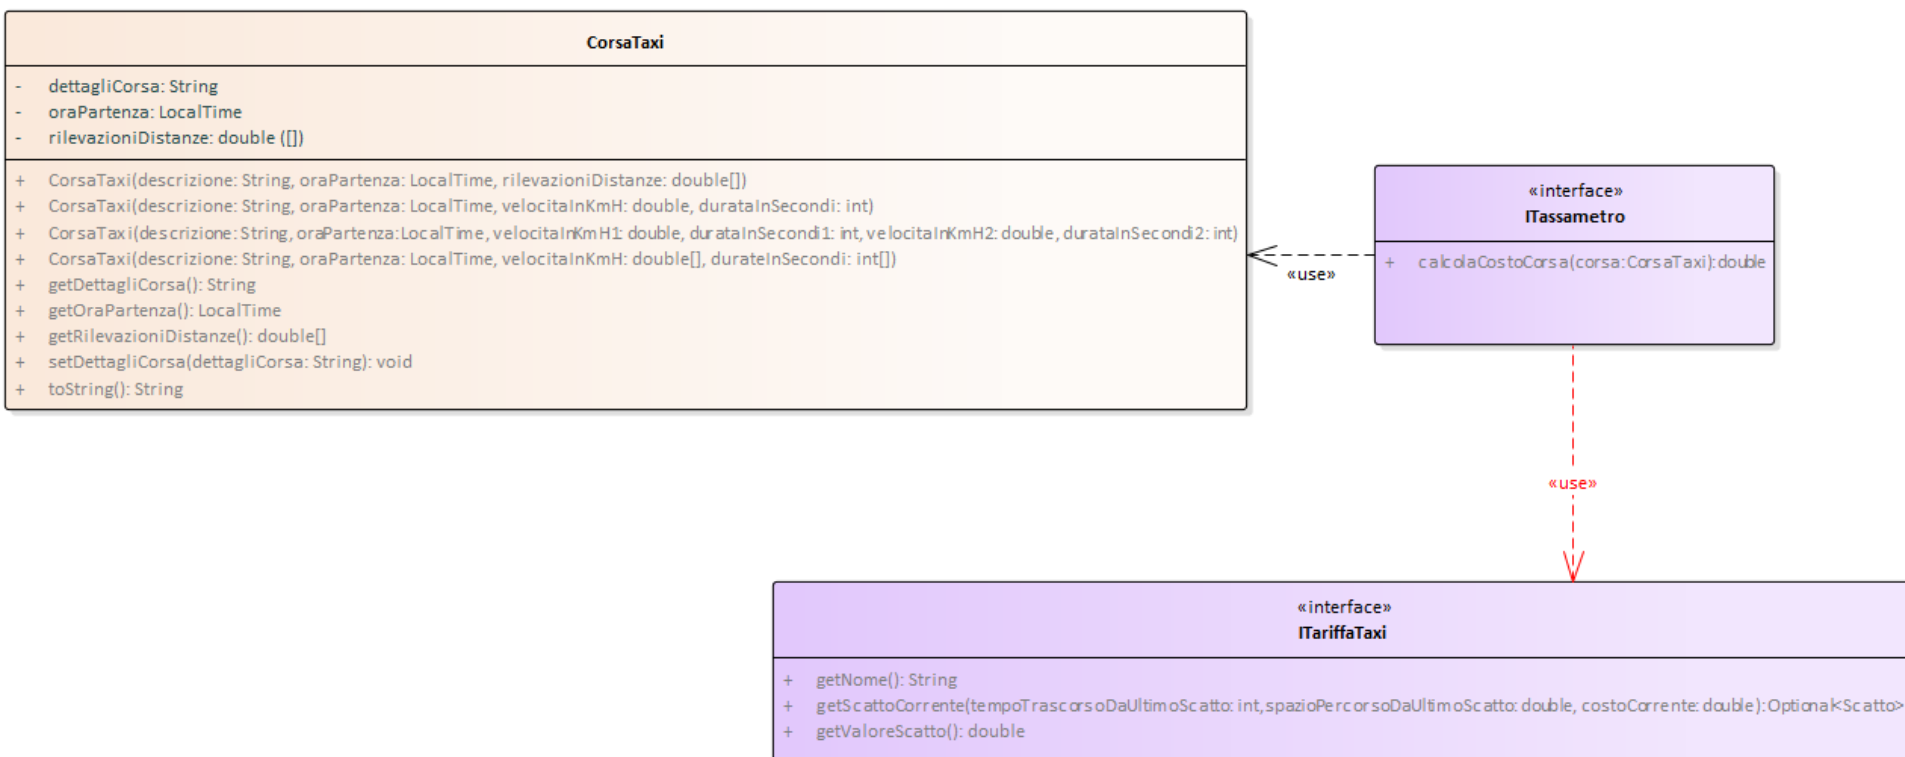 CorsaTaxi
- dettagliCorsa: String
- oraPartenza: LocalTime
- rilevazioniDistanze: double ([])
+ CorsaTaxi(descrizione: String, oraPartenza: LocalTime, rilevazioniDistanze: double[])
+ CorsaTaxi(descrizione: String, oraPartenza: LocalTime, velocitaInKmH: double, durataInSecondi: int)
+ CorsaTaxi(descrizione: String, oraPartenza: LocalTime, velocitaInKmH1: double, durataInSecondi1: int, velocitaInKmH2: double, durataInSecondi2: int)
+ CorsaTaxi(descrizione: String, oraPartenza: LocalTime, velocitaInKmH: double[], durateInSecondi: int[])
+ getDettagliCorsa(): String
+ getOraPartenza(): LocalTime
+ getRilevazioniDistanze(): double[]
+ setDettagliCorsa(dettagliCorsa: String): void
+ toString(): String
«use»
«interface»
ITassametro
+ calcolaCostoCorsa(corsa:CorsaTaxi):double
«use»
«interface»
ITariffaTaxi
+ getNome(): String
+ getScattoCorrente(tempoTrascorsoDaUltimoScatto: int,spazioPercorsoDaUltimoScatto: double, costoCorrente: double):Optional<Scatto>
+ getValoreScatto(): double